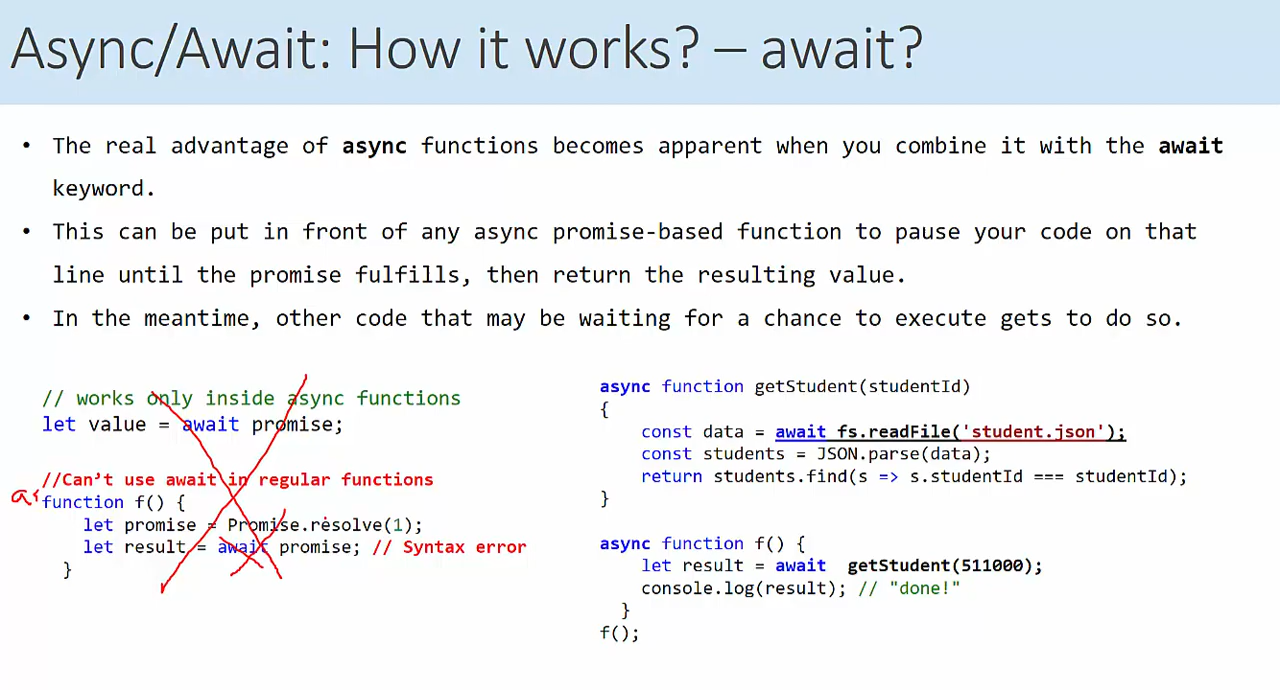 Async/Await: How it works? – await?
• The real advantage of async functions becomes apparent when you combine it with the await
keyword.
• This can be put in front of any async promise-based function to pause your code on that
line until the promise fulfills, then return the resulting value.
• In the meantime, other code that may be waiting for a chance to execute gets to do so.
// works only inside async functions
let value = await promise;
//Can't use await in regular functions
function f() {
let promise = Promise.resolve(1);
let result = await promise; // Syntax error
}
async function getStudent(studentId)
{
const data = await fs.readFile('student.json');
const students = JSON.parse(data);
return students.find(s => s.studentId === studentId);
}
async function f() {
let result = await getStudent(511000);
console.log(result); // "done!"
}
f();